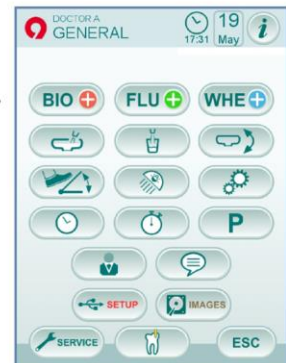 DOCTOR A
GENERAL
17:31
19
May
i
BIO
FLU
WHE
P
SETUP
IMAGES
SERVICE
ESC